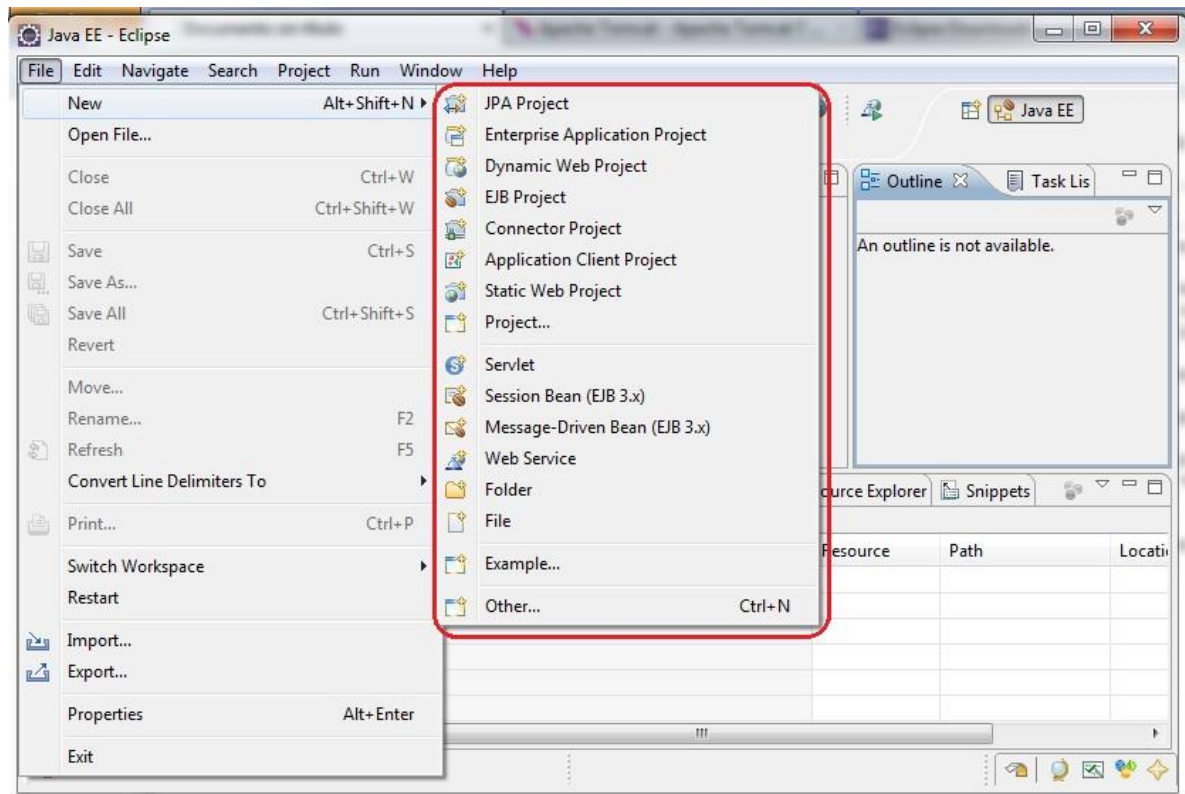 Java EE - Eclipse
File Edit Navigate Search Project Run Window Help
New Alt+Shift+N
Open File...
Close Ctrl+W
Close All Ctrl+Shift+W
Save Ctrl+S
Save As...
Save All Ctrl+Shift+S
Revert
Move...
Rename... F2
Refresh F5
Convert Line Delimiters To
Print... Ctrl+P
Switch Workspace
Restart
Import...
Export...
Properties Alt+Enter
Exit
JPA Project
Enterprise Application Project
Dynamic Web Project
EJB Project
Connector Project
Application Client Project
Static Web Project
Project...
Servlet
Session Bean (EJB 3.x)
Message-Driven Bean (EJB 3.x)
Web Service
Folder
File
Example...
Other... Ctrl+N
Java EE
Outline Task Lis
An outline is not available.
ource Explorer Snippets
Resource Path Locati